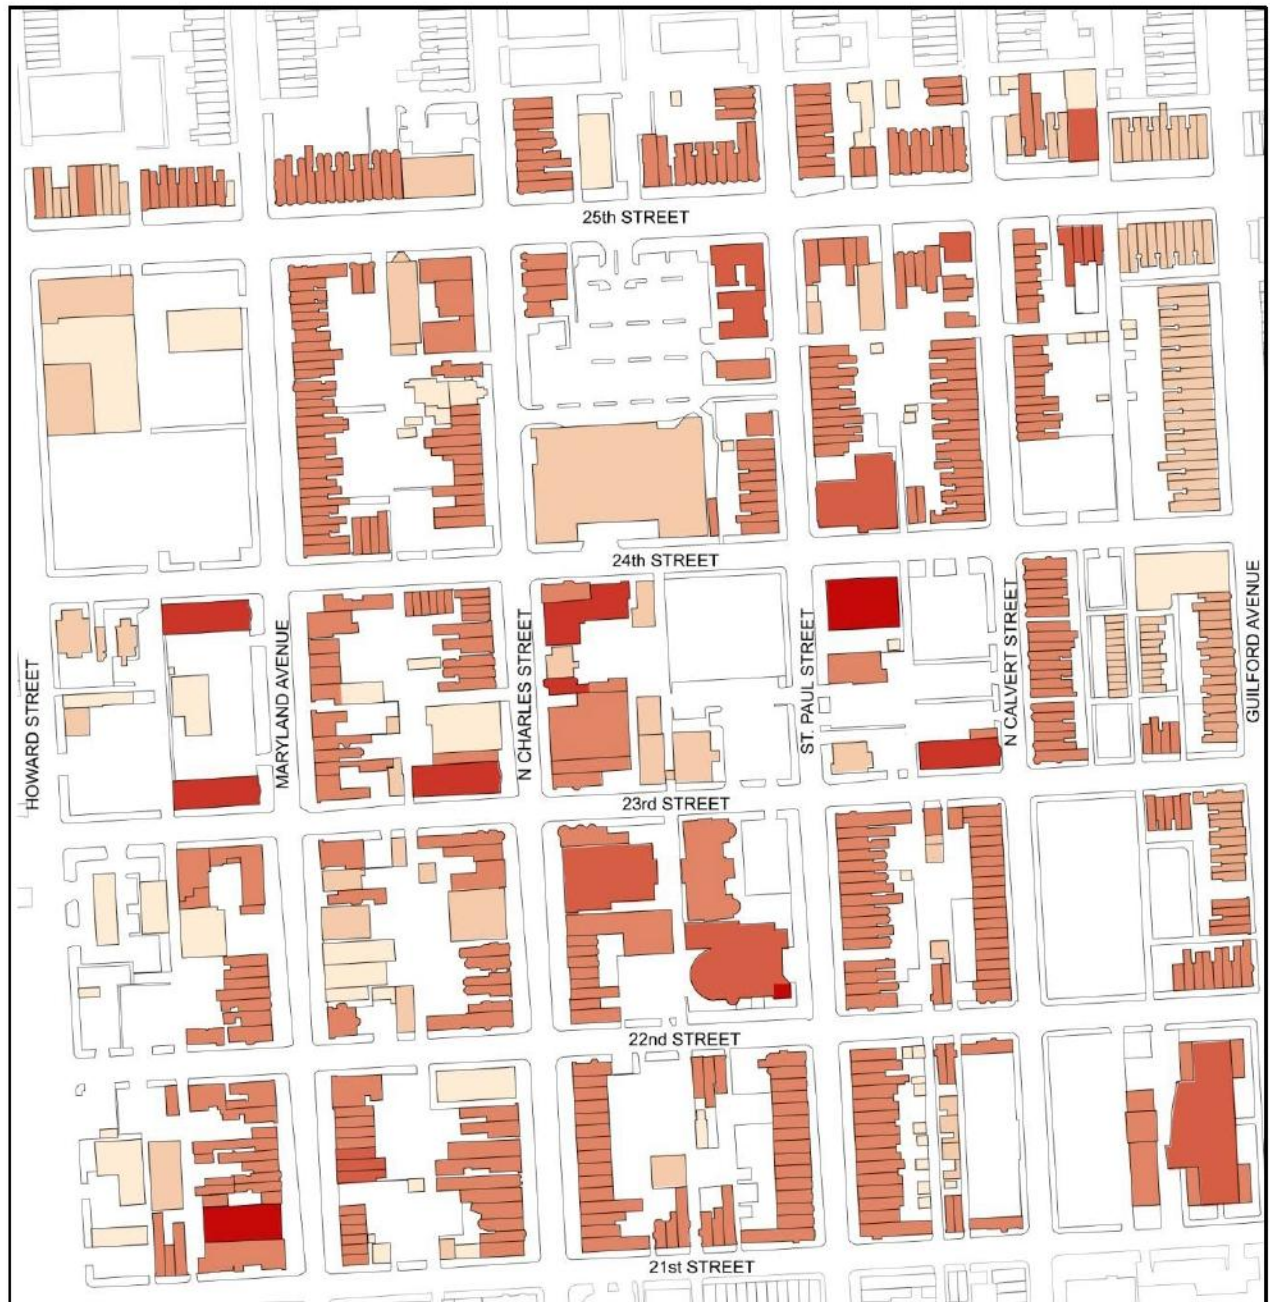 25th STREET
24th STREET
HOWARD STREET
MARYLAND AVENUE
N CHARLES STREET
ST. PAUL STREET
N CALVERT STREET
GUILFORD AVENUE
23rd STREET
22nd STREET
21st STREET